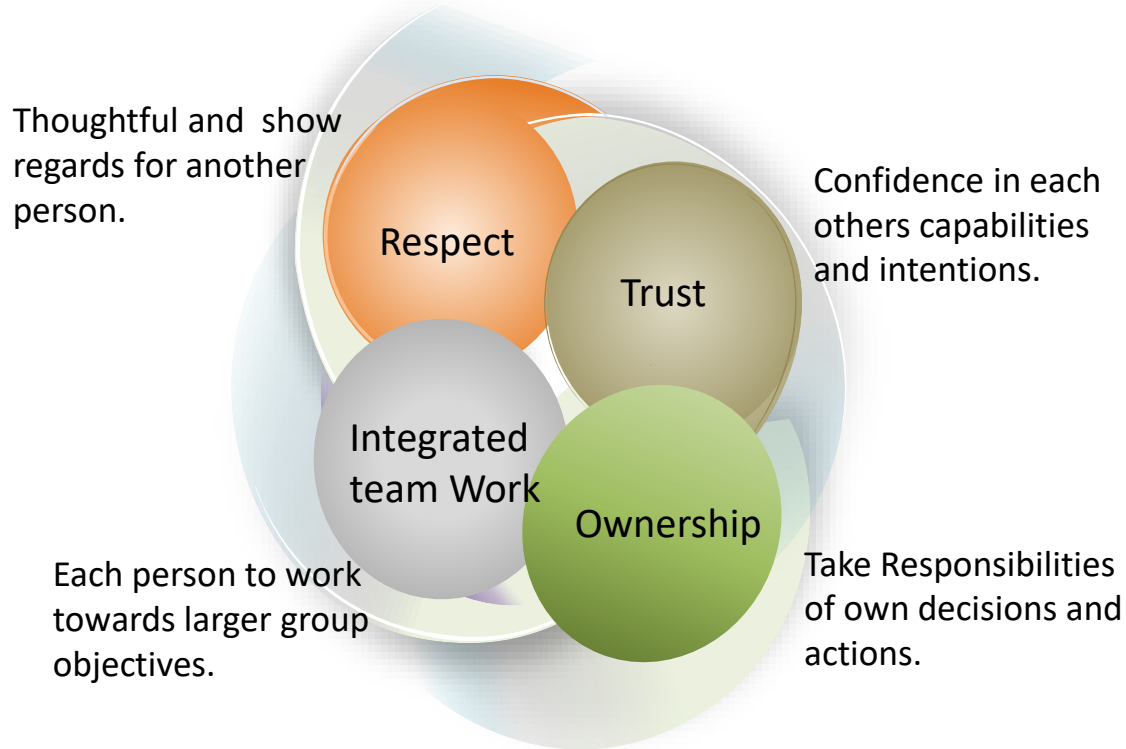 Thoughtful and show
regards for another
person.
Respect
Confidence in each
others capabilities
and intentions.
Trust
Integrated
team Work
Each person to work
towards larger group
objectives.
Ownership
Take Responsibilities
of own decisions and
actions.